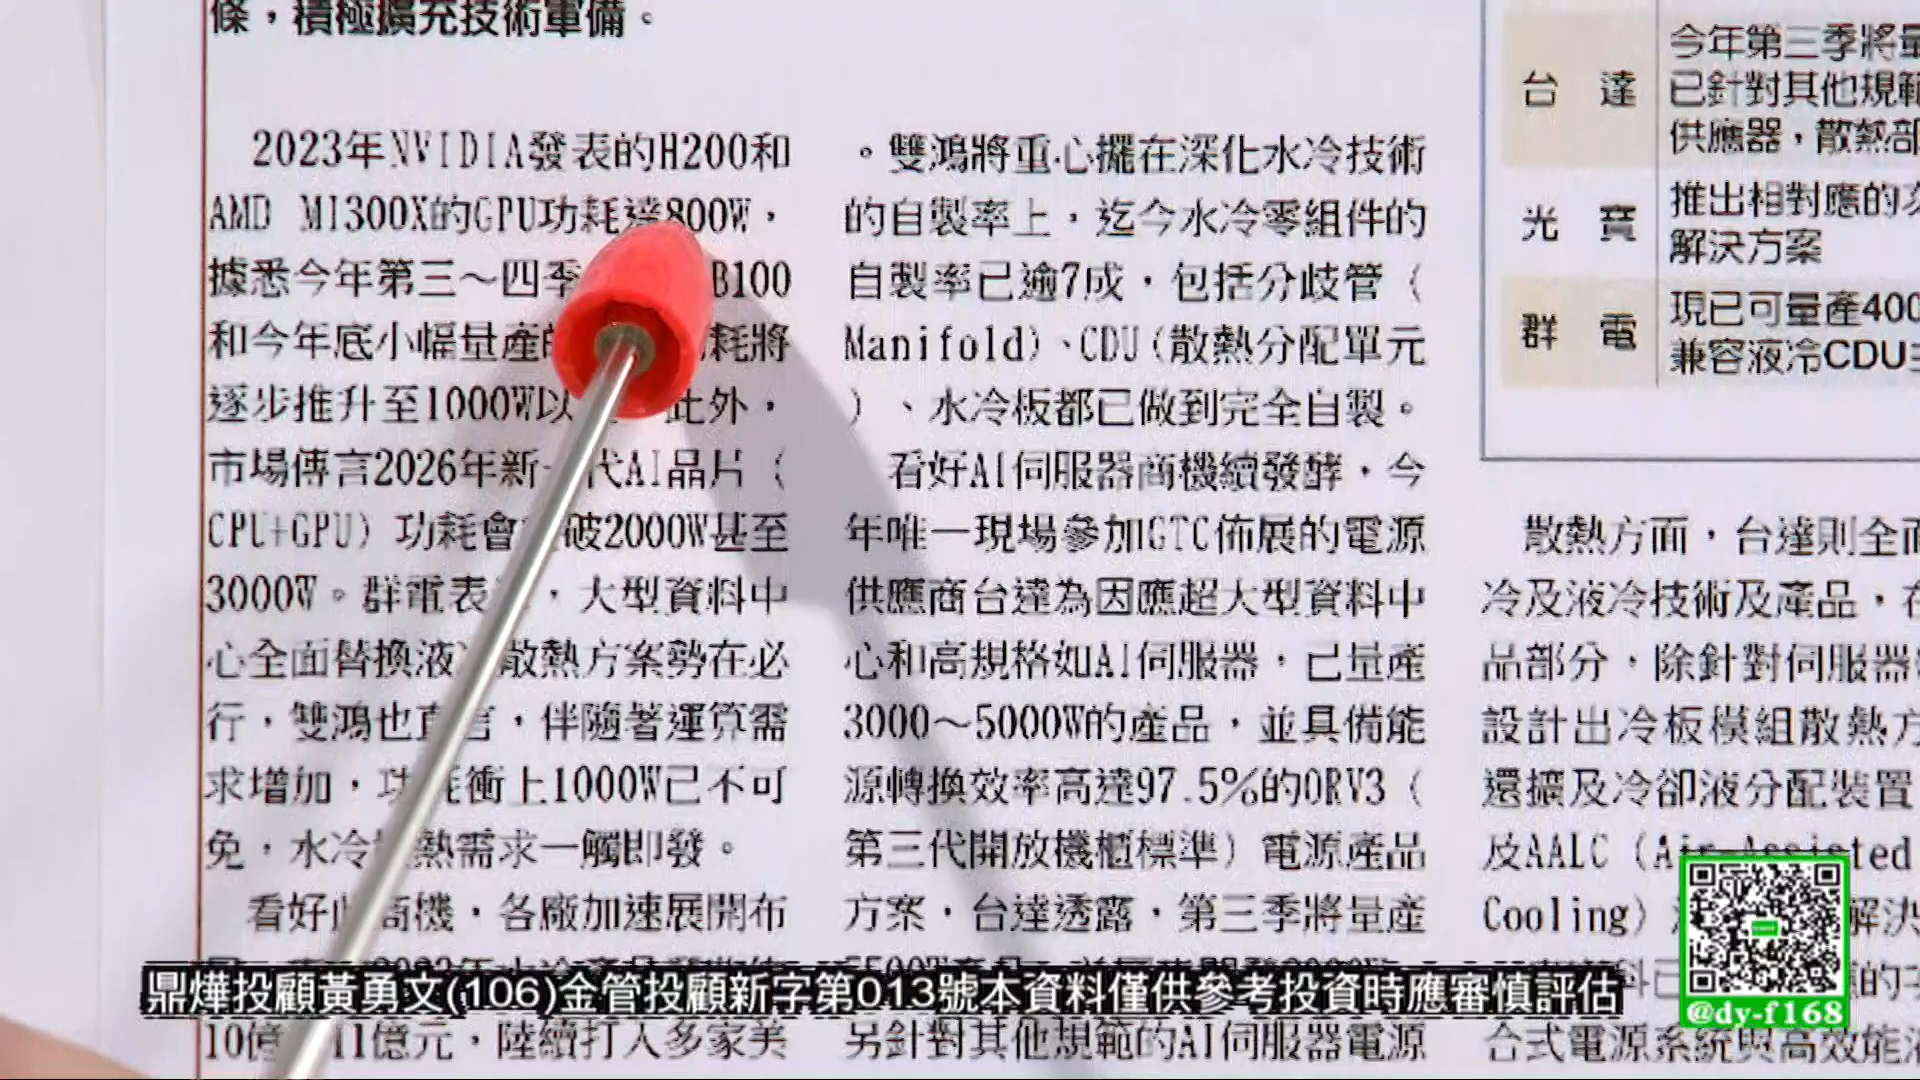 條，積極擴充技術軍備。
2023年NVIDIA發表的H200和
AMD MI300X的GPU功耗達800W，
據悉今年第三～四季 B100
和今年底小幅量產的 耗將
逐步推升至1000W以 此外，
市場傳言2026年新一代AI晶片（
CPU+GPU）功耗會 破2000W甚至
3000W。群電表 ，大型資料中
心全面替換液 散熱方案勢在必
行，雙鴻也直言，伴隨著運算需
求增加，功耗衝上1000W已不可
免，水冷 熱需求一觸即發。
看好此商機，各廠加速展開布
10億 11億元，陸續打入多家美
。雙鴻將重心擺在深化水冷技術
的自製率上，迄今水冷零組件的
自製率已逾7成，包括分歧管（
Manifold）、CDU（散熱分配單元
）、水冷板都已做到完全自製。
看好AI伺服器商機續發酵，今
年唯一現場參加GTC佈展的電源
供應商台達為因應超大型資料中
心和高規格如AI伺服器，已量產
3000～5000W的產品，並具備能
源轉換效率高達97.5%的ORV3（
第三代開放機櫃標準）電源產品
方案，台達透露，第三季將量產
另針對其他規範的AI伺服器電源
台達
今年第三季將量
已針對其他規範
供應器，散熱部
光寶
推出相對應的
解決方案
群電
現已可量產400
兼容液冷CDU
散熱方面，台達則全面
冷及液冷技術及產品，在
品部分，除針對伺服器
設計出冷板模組散熱方
還擴及冷卻液分配裝置
及AALC（Air Assisted
Cooling） 解決
合式電源系統與高效能
鼎燁投顧黃勇文(106)金管投顧新字第013號本資料僅供參考投資時應審慎評估
@dy-f168